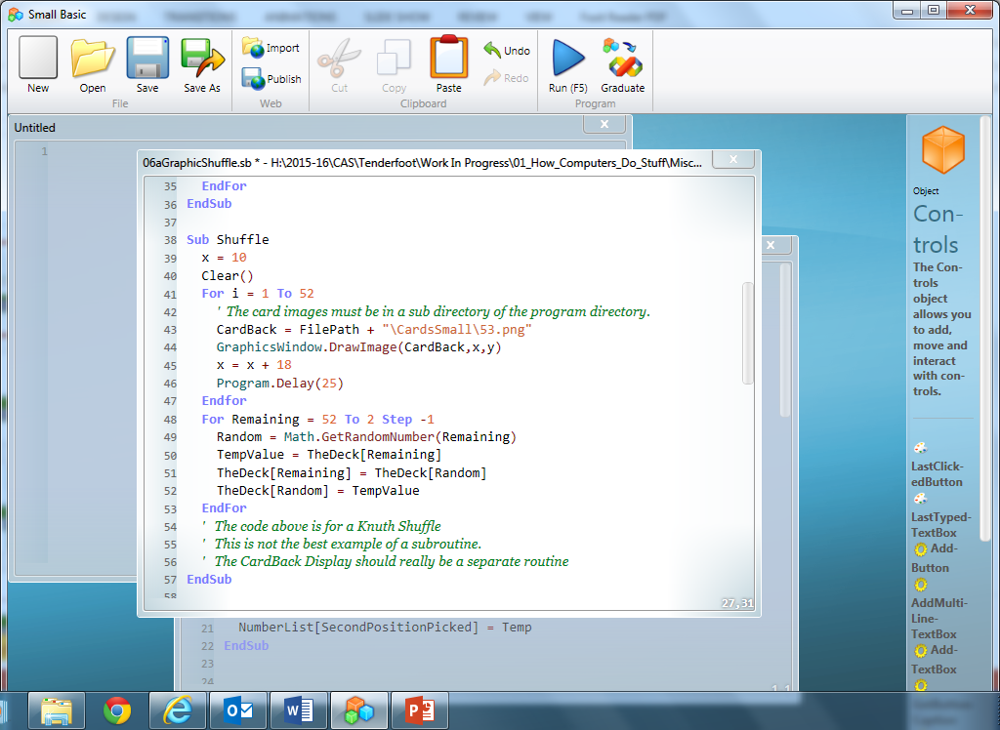 Small Basic
New
Open
Save
Save As
File
Import
Publish
Web
Cut
Copy
Paste
Undo
Redo
Clipboard
Run (F5)
Graduate
Program
Untitled
1
06aGraphicShuffle.sb * - H:\2015-16\CAS\Tenderfoot\Work In Progress\01_How_Computers_Do_Stuff\Misc...
35 EndFor
36 EndSub
37
38 Sub Shuffle
39 x = 10
40 Clear()
41 For i = 1 To 52
42 ' The card images must be in a sub directory of the program directory.
43 CardBack = FilePath + "\CardsSmall\53.png"
44 GraphicsWindow.DrawImage(CardBack,x,y)
45 x = x + 18
46 Program.Delay(25)
47 Endfor
48 For Remaining = 52 To 2 Step -1
49 Random = Math.GetRandomNumber(Remaining)
50 TempValue = TheDeck[Remaining]
51 TheDeck[Remaining] = TheDeck[Random]
52 TheDeck[Random] = TempValue
53 EndFor
54 ' The code above is for a Knuth Shuffle
55 ' This is not the best example of a subroutine.
56 ' The CardBack Display should really be a separate routine
57 EndSub
58
27,31
21 NumberList[SecondPositionPicked] = Temp
22 EndSub
23
24
1,1
Object
Con-
trols
The Con-
trols
object
allows you
to add,
move and
interact
with con-
trols.
LastClick-
edButton
LastTyped-
TextBox
Add-
Button
AddMulti-
Line-
TextBox
Add-
TextBox